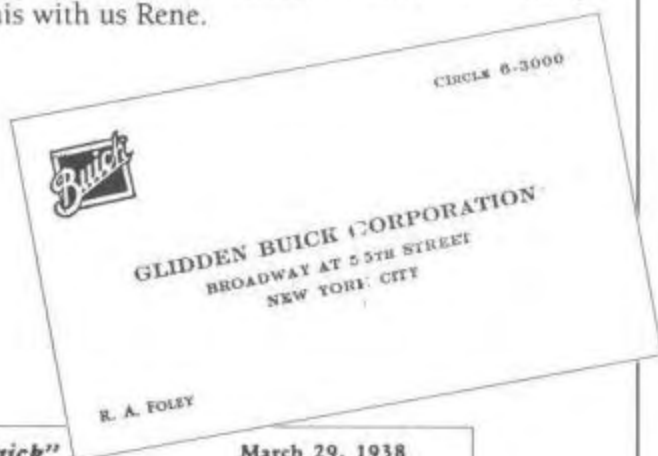 his with us Rene.
CIRCLE 6-3000
Buick
GLIDDEN BUICK CORPORATION
BROADWAY AT 55TH STREET
NEW YORK CITY
R. A. FOLEY
March 29, 1938